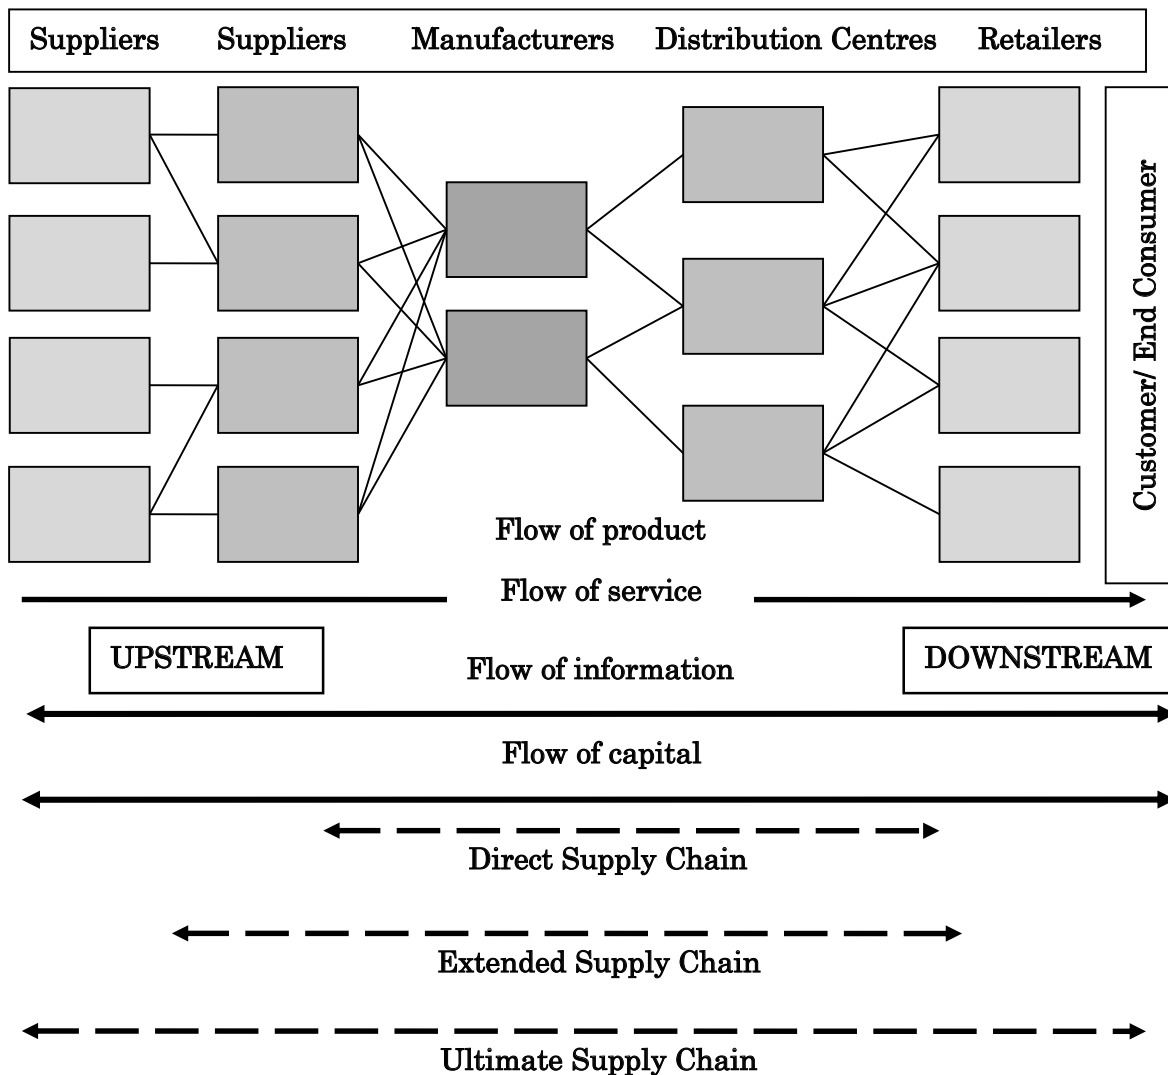 Suppliers Suppliers Manufacturers Distribution Centres Retailers
Customer/ End Consumer
Flow of product
Flow of service
UPSTREAM
Flow of information
DOWNSTREAM
Flow of capital
Direct Supply Chain
Extended Supply Chain
Ultimate Supply Chain